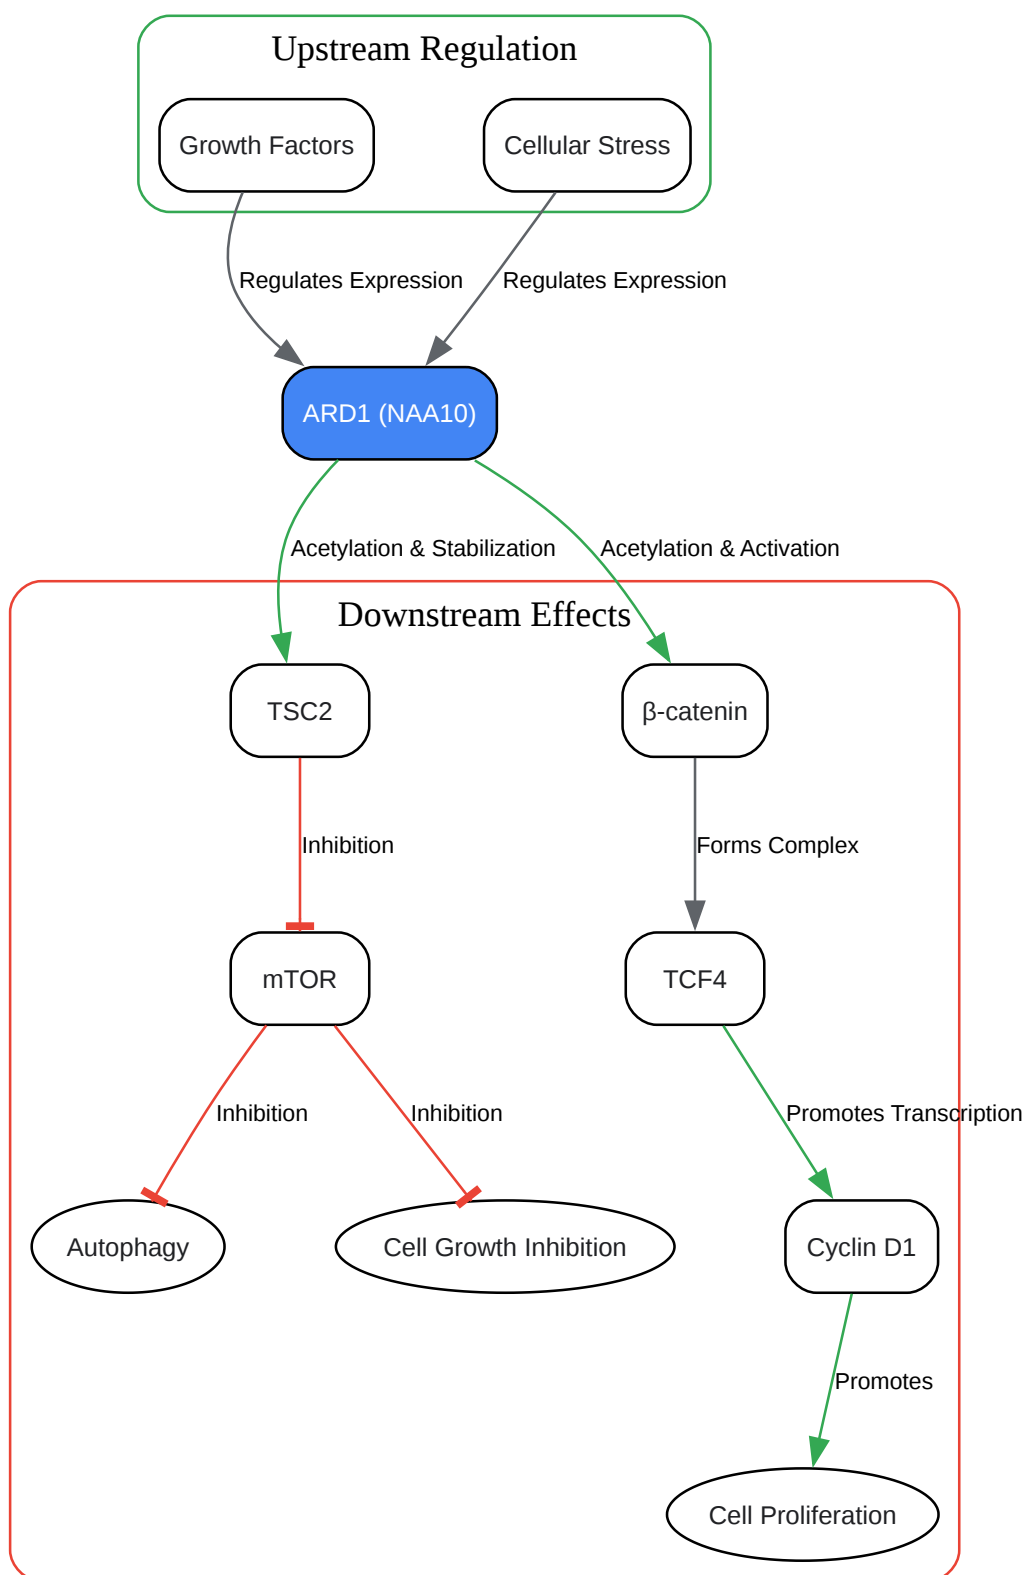 Upstream Regulation
Growth Factors
Cellular Stress
Regulates Expression
Regulates Expression
ARD1 (NAA10)
Acetylation & Stabilization
Acetylation & Activation
Downstream Effects
TSC2
β-catenin
Inhibition
Forms Complex
mTOR
TCF4
Inhibition
Inhibition
Promotes Transcription
Autophagy
Cell Growth Inhibition
Cyclin D1
Promotes
Cell Proliferation